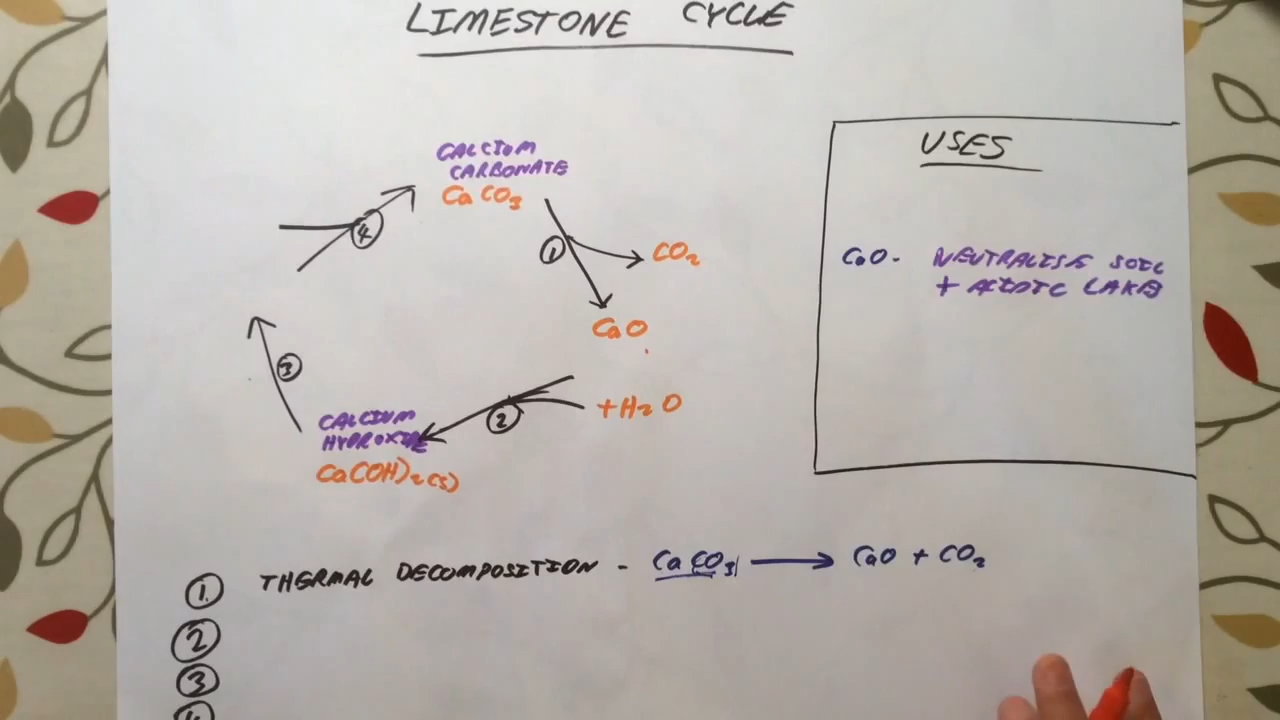 LIMESTONE CYCLE
CALCIUM
CARBONATE
CaCO3
4
1
CO2
CaO
3
2
+H2O
CALCIUM
HYDROXIDE
Ca(OH)2(s)
USES
CaO - NEUTRALISE SOIL
+ ACIDIC LAKES
1. THERMAL DECOMPOSITION - CaCO3 → CaO + CO2
2
3
4